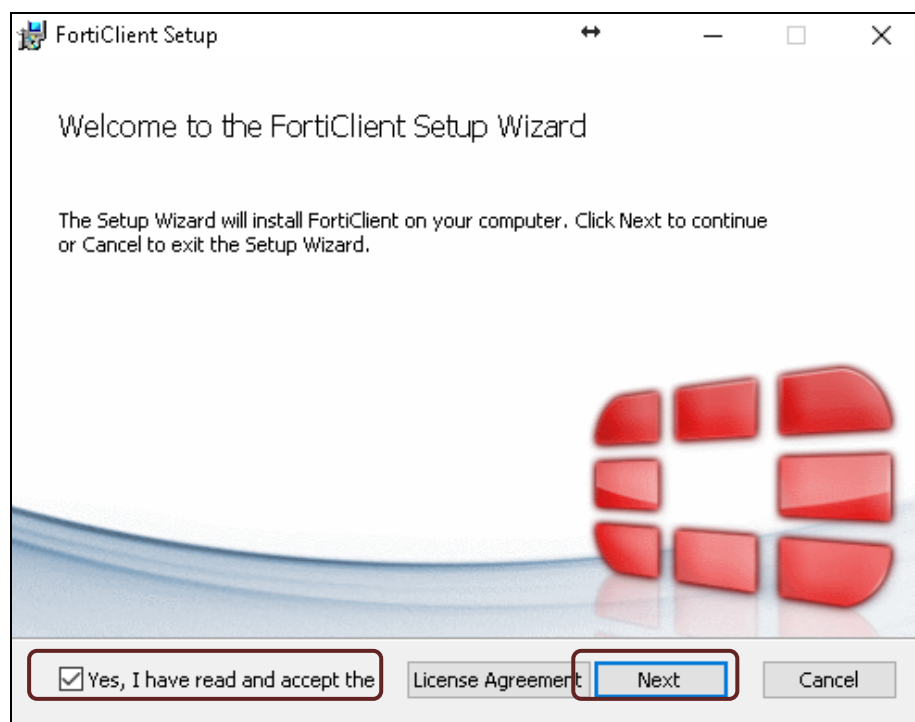 FortiClient Setup
Welcome to the FortiClient Setup Wizard
The Setup Wizard will install FortiClient on your computer. Click Next to continue
or Cancel to exit the Setup Wizard.
Yes, I have read and accept the License Agreement Next Cancel